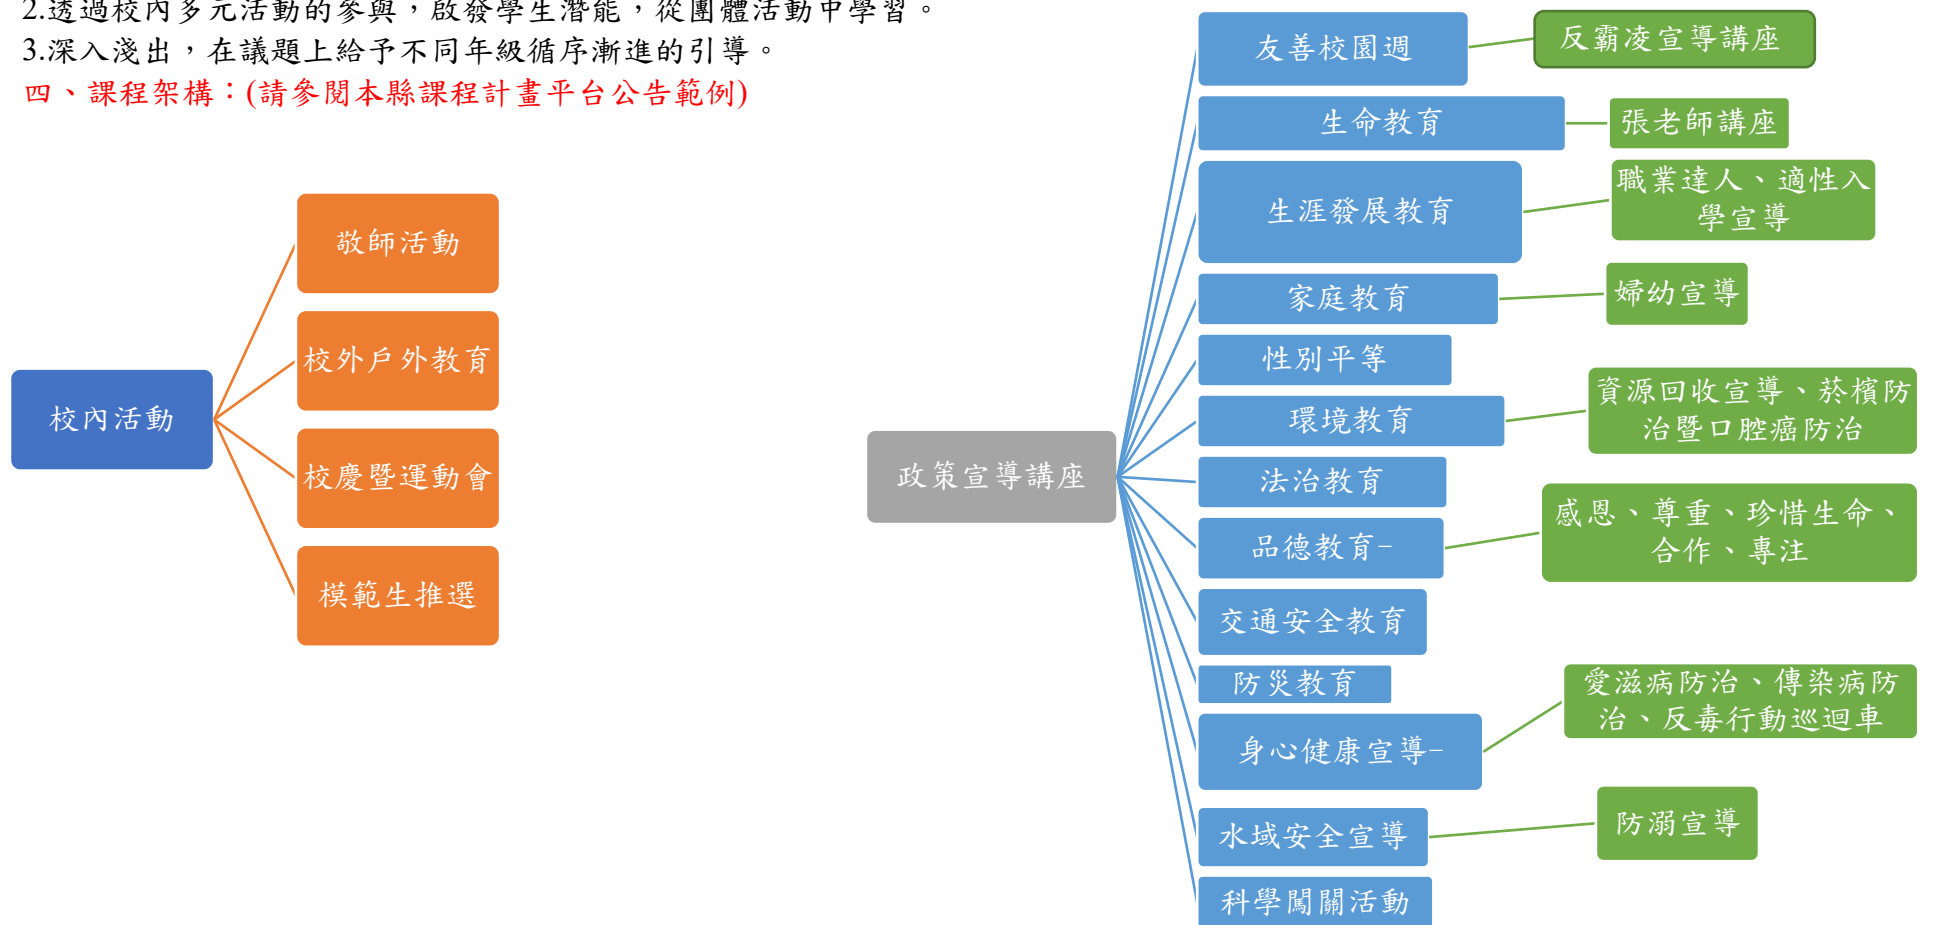 2.透過校內多元活動的參與，啟發學生潛能，從團體活動中學習。
3.深入淺出，在議題上給予不同年級循序漸進的引導。
四、課程架構：(請參閱本縣課程計畫平台公告範例)
校內活動
敬師活動
校外戶外教育
校慶暨運動會
模範生推選
政策宣導講座
友善校園週
反霸凌宣導講座
生命教育
張老師講座
生涯發展教育
職業達人、適性入
學宣導
家庭教育
婦幼宣導
性別平等
環境教育
資源回收宣導、菸檳防
治暨口腔癌防治
法治教育
品德教育-
感恩、尊重、珍惜生命、
合作、專注
交通安全教育
防災教育
身心健康宣導-
愛滋病防治、傳染病防
治、反毒行動巡迴車
水域安全宣導
防溺宣導
科學闖關活動